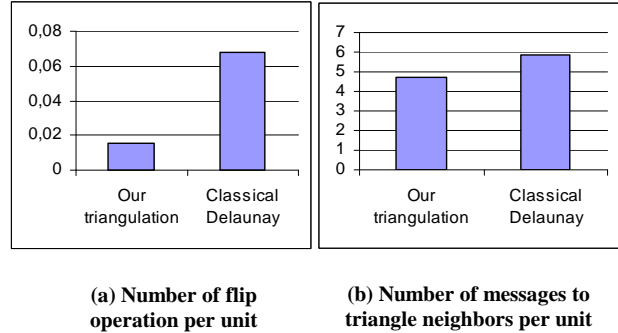 0,08
0,06
0,04
0,02
0
Our
triangulation
Classical
Delaunay
7
6
5
4
3
2
1
0
Our
triangulation
Classical
Delaunay
(a) Number of flip
operation per unit
(b) Number of messages to
triangle neighbors per unit